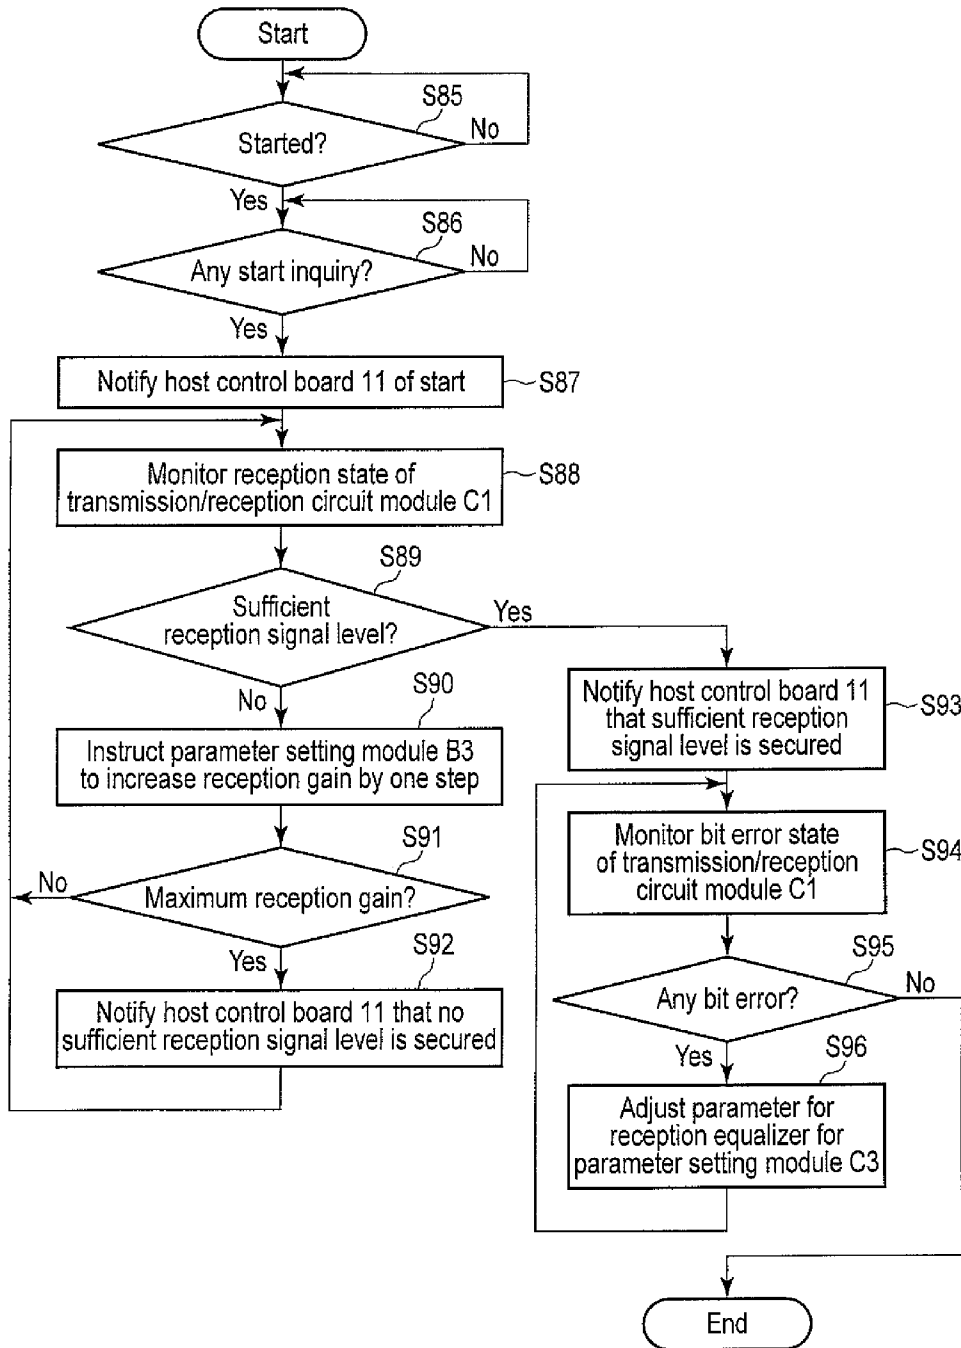 Start
S85
Started?
No
Yes
S86
Any start inquiry?
No
Yes
Notify host control board 11 of start
S87
Monitor reception state of
transmission/reception circuit module C1
S88
S89
Sufficient
reception signal level?
Yes
No
S90
Instruct parameter setting module B3
to increase reception gain by one step
S91
Maximum reception gain?
No
Yes
S92
Notify host control board 11 that no
sufficient reception signal level is secured
Notify host control board 11
that sufficient reception
signal level is secured
S93
Monitor bit error state
of transmission/reception
circuit module C1
S94
S95
Any bit error?
No
Yes
S96
Adjust parameter for
reception equalizer for
parameter setting module C3
End